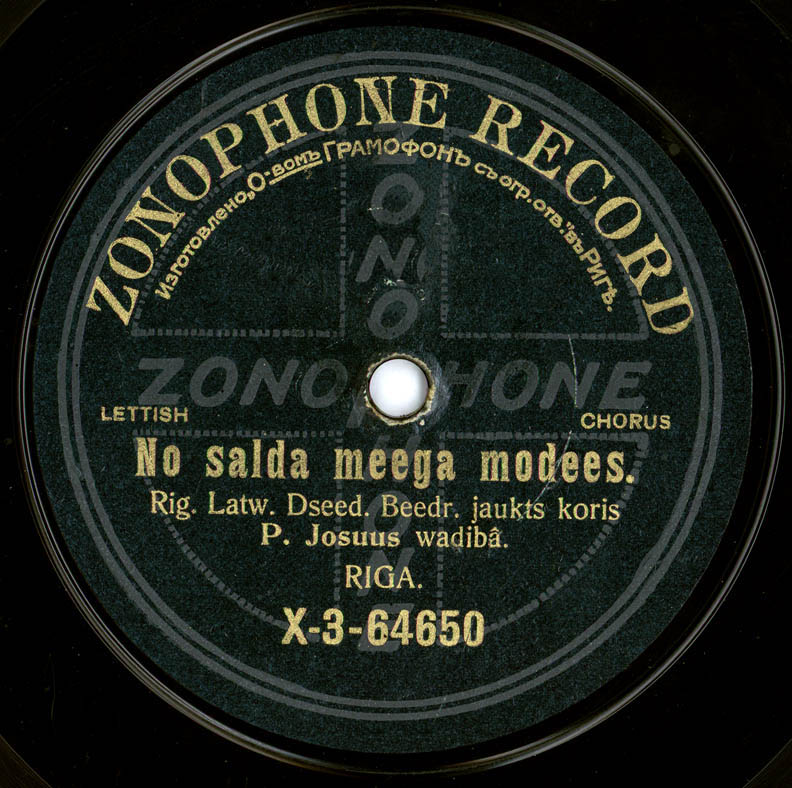 ZONOPHONE RECORD
Изготовлено „О-вомъ ГРАМОФОНЪ съ огр. отв." въ Ригѣ.
ZONOPHONE
ZONOPHONE
LETTISH
CHORUS
No salda meega modees.
Rig. Latw. Dseed. Beedr. jaukts koris
P. Josuus wadibâ.
RIGA.
X-3-64650